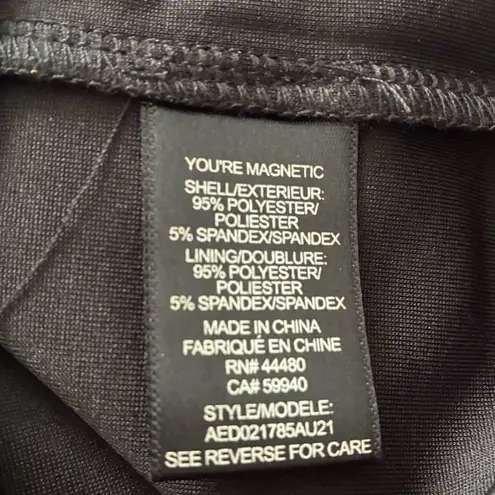 YOU'RE MAGNETIC
SHELL/EXTERIEUR:
95% POLYESTER/
POLIESTER
5% SPANDEX/SPANDEX
LINING/DOUBLURE:
95% POLYESTER/
POLIESTER
5% SPANDEX/SPANDEX
MADE IN CHINA
FABRIQUÉ EN CHINE
RN# 44480
CA# 59940
STYLE/MODELE:
AED021785AU21
SEE REVERSE FOR CARE